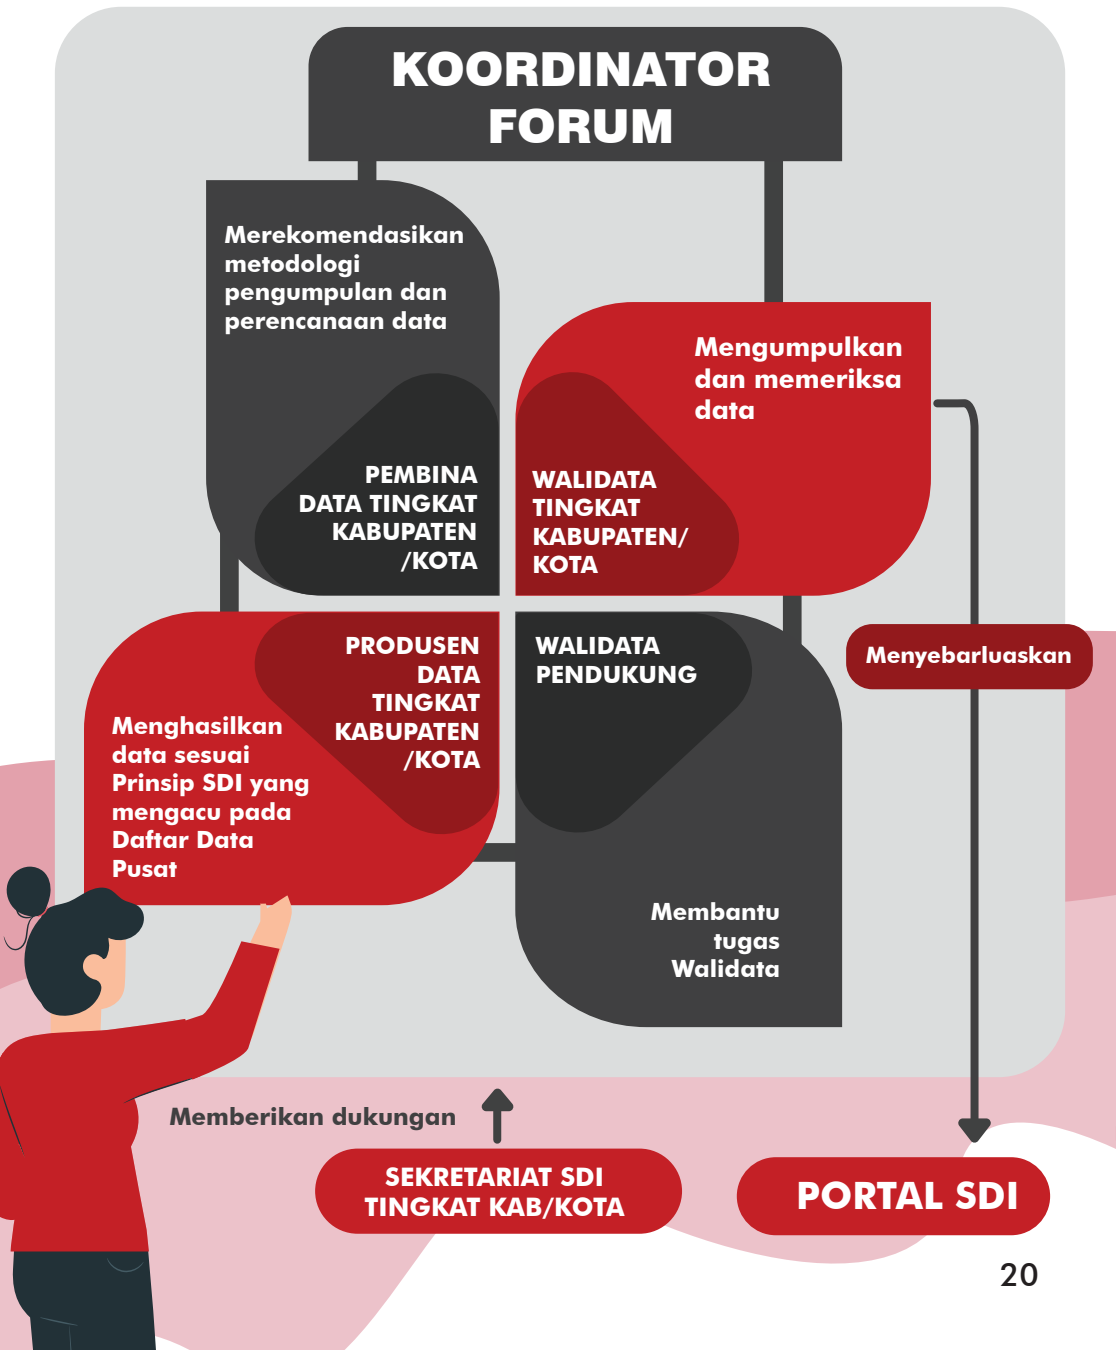 KOORDINATOR
FORUM
Merekomendasikan
metodologi
pengumpulan dan
perencanaan data
PEMBINA
DATA TINGKAT
KABUPATEN
/KOTA
Mengumpulkan
dan memeriksa
data
WALIDATA
TINGKAT
KABUPATEN/
KOTA
PRODUSEN
DATA
TINGKAT
KABUPATEN
/KOTA
Menghasilkan
data sesuai
Prinsip SDI yang
mengacu pada
Daftar Data
Pusat
WALIDATA
PENDUKUNG
Membantu
tugas
Walidata
Menyebarluaskan
Memberikan dukungan
SEKRETARIAT SDI
TINGKAT KAB/KOTA
PORTAL SDI
20